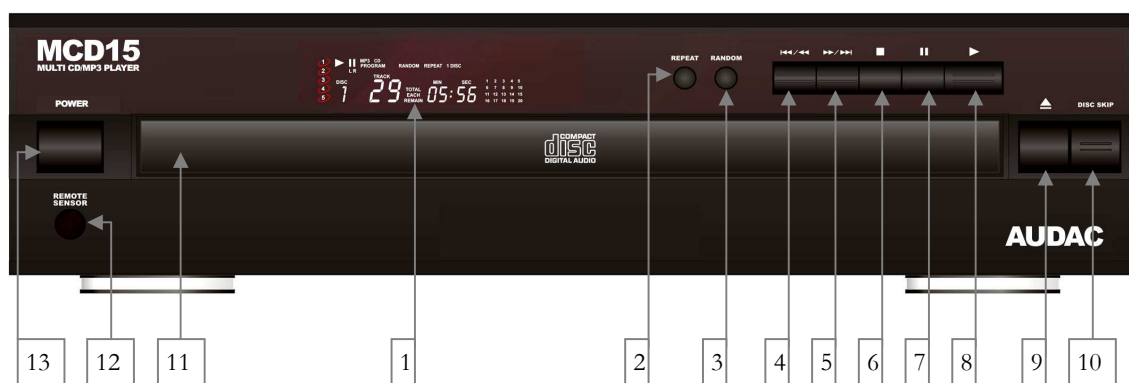 MCD15
MULTI CD/MP3 PLAYER
POWER
REMOTE
SENSOR
1
2
3
4
5
MP3 CD
PROGRAM RANDOM REPEAT 1 DISC
L R
DISC TRACK MIN SEC
1 29 TOTAL EACH REMAIN 05:56
1 2 3 4 5
6 7 8 9 10
11 12 13 14 15
16 17 18 19 20
REPEAT RANDOM
COMPACT
disc
DIGITAL AUDIO
DISC SKIP
AUDAC
13 12 11 1 2 3 4 5 6 7 8 9 10